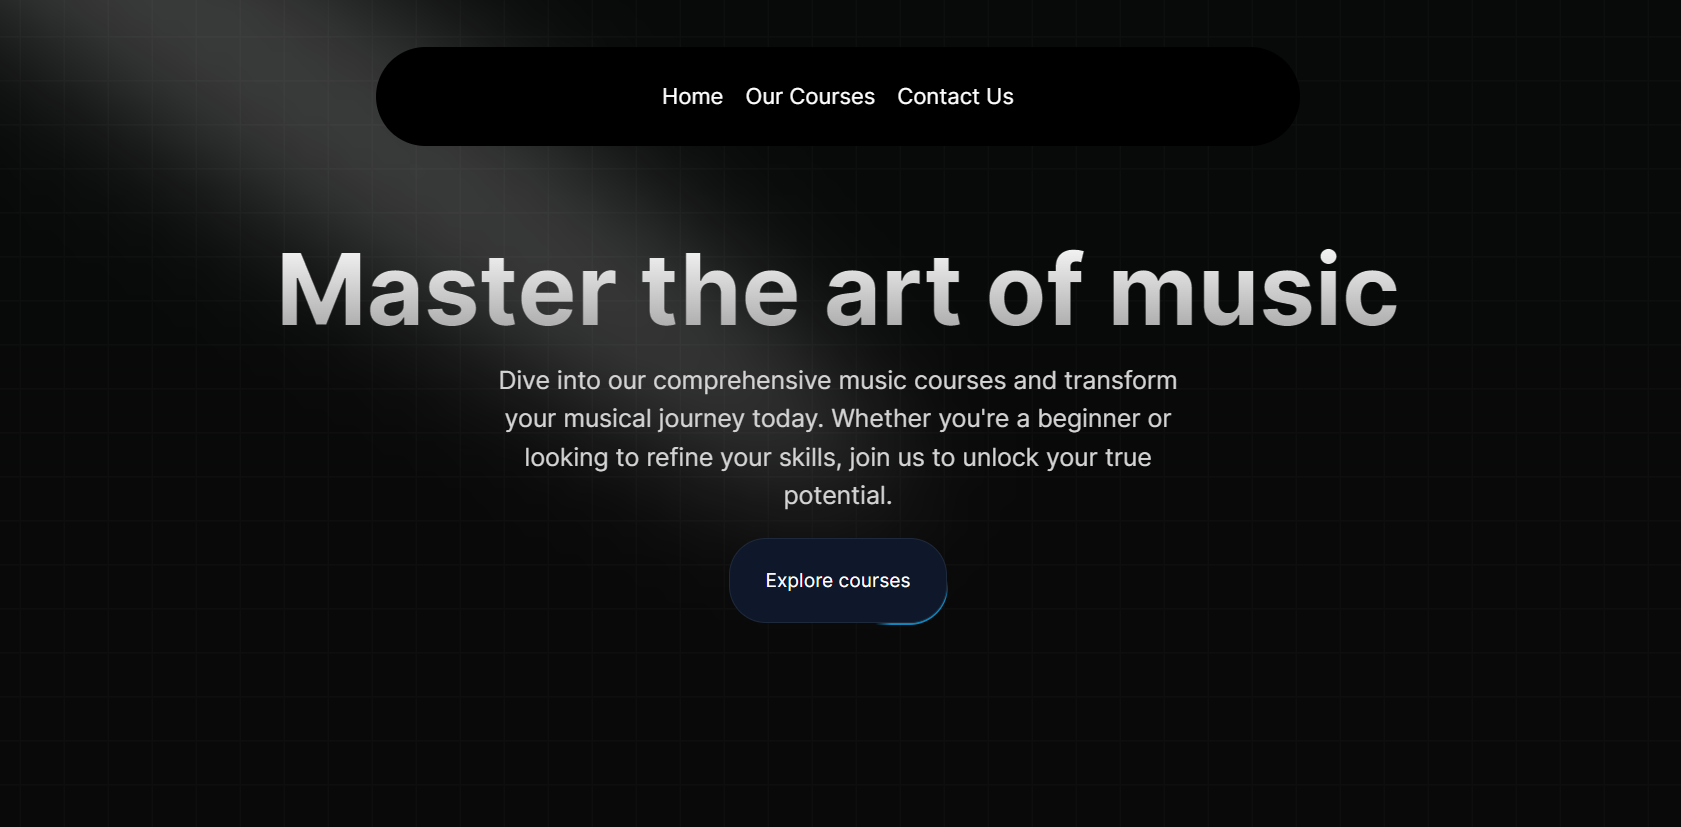 Home Our Courses Contact Us
Master the art of music
Dive into our comprehensive music courses and transform
your musical journey today. Whether you're a beginner or
looking to refine your skills, join us to unlock your true
potential.
Explore courses